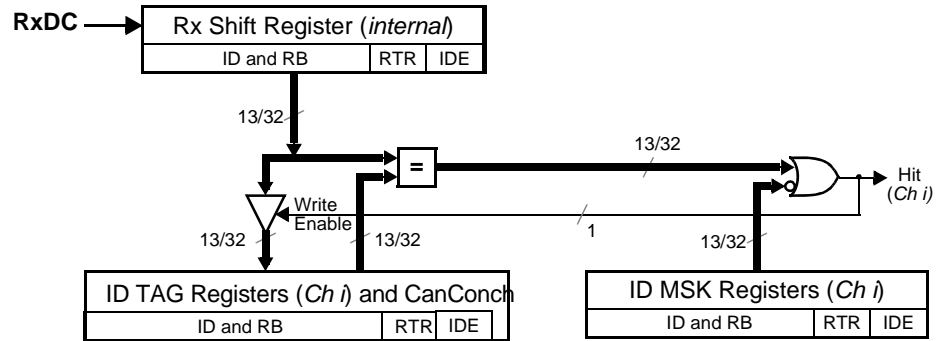 RxDC
Rx Shift Register (internal)
ID and RB RTR IDE
13/32
13/32
=
Hit
(Ch i)
Write
Enable
1
13/32 13/32 13/32
ID TAG Registers (Ch i) and CanConch
ID and RB RTR IDE
ID MSK Registers (Ch i)
ID and RB RTR IDE